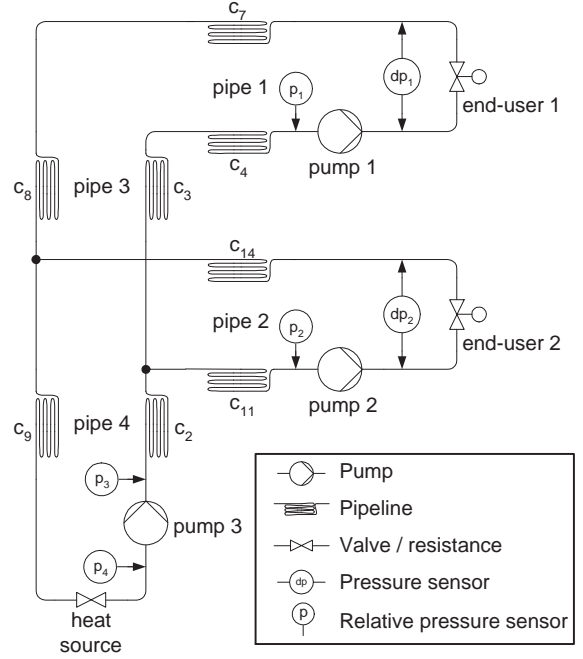 c7
pipe 1
p1
dp1
end-user 1
c4
pump 1
c8
pipe 3
c3
c14
pipe 2
p2
dp2
end-user 2
c11
pump 2
c9
pipe 4
c2
p3
pump 3
p4
heat
source
Pump
Pipeline
Valve / resistance
dp
Pressure sensor
p
Relative pressure sensor